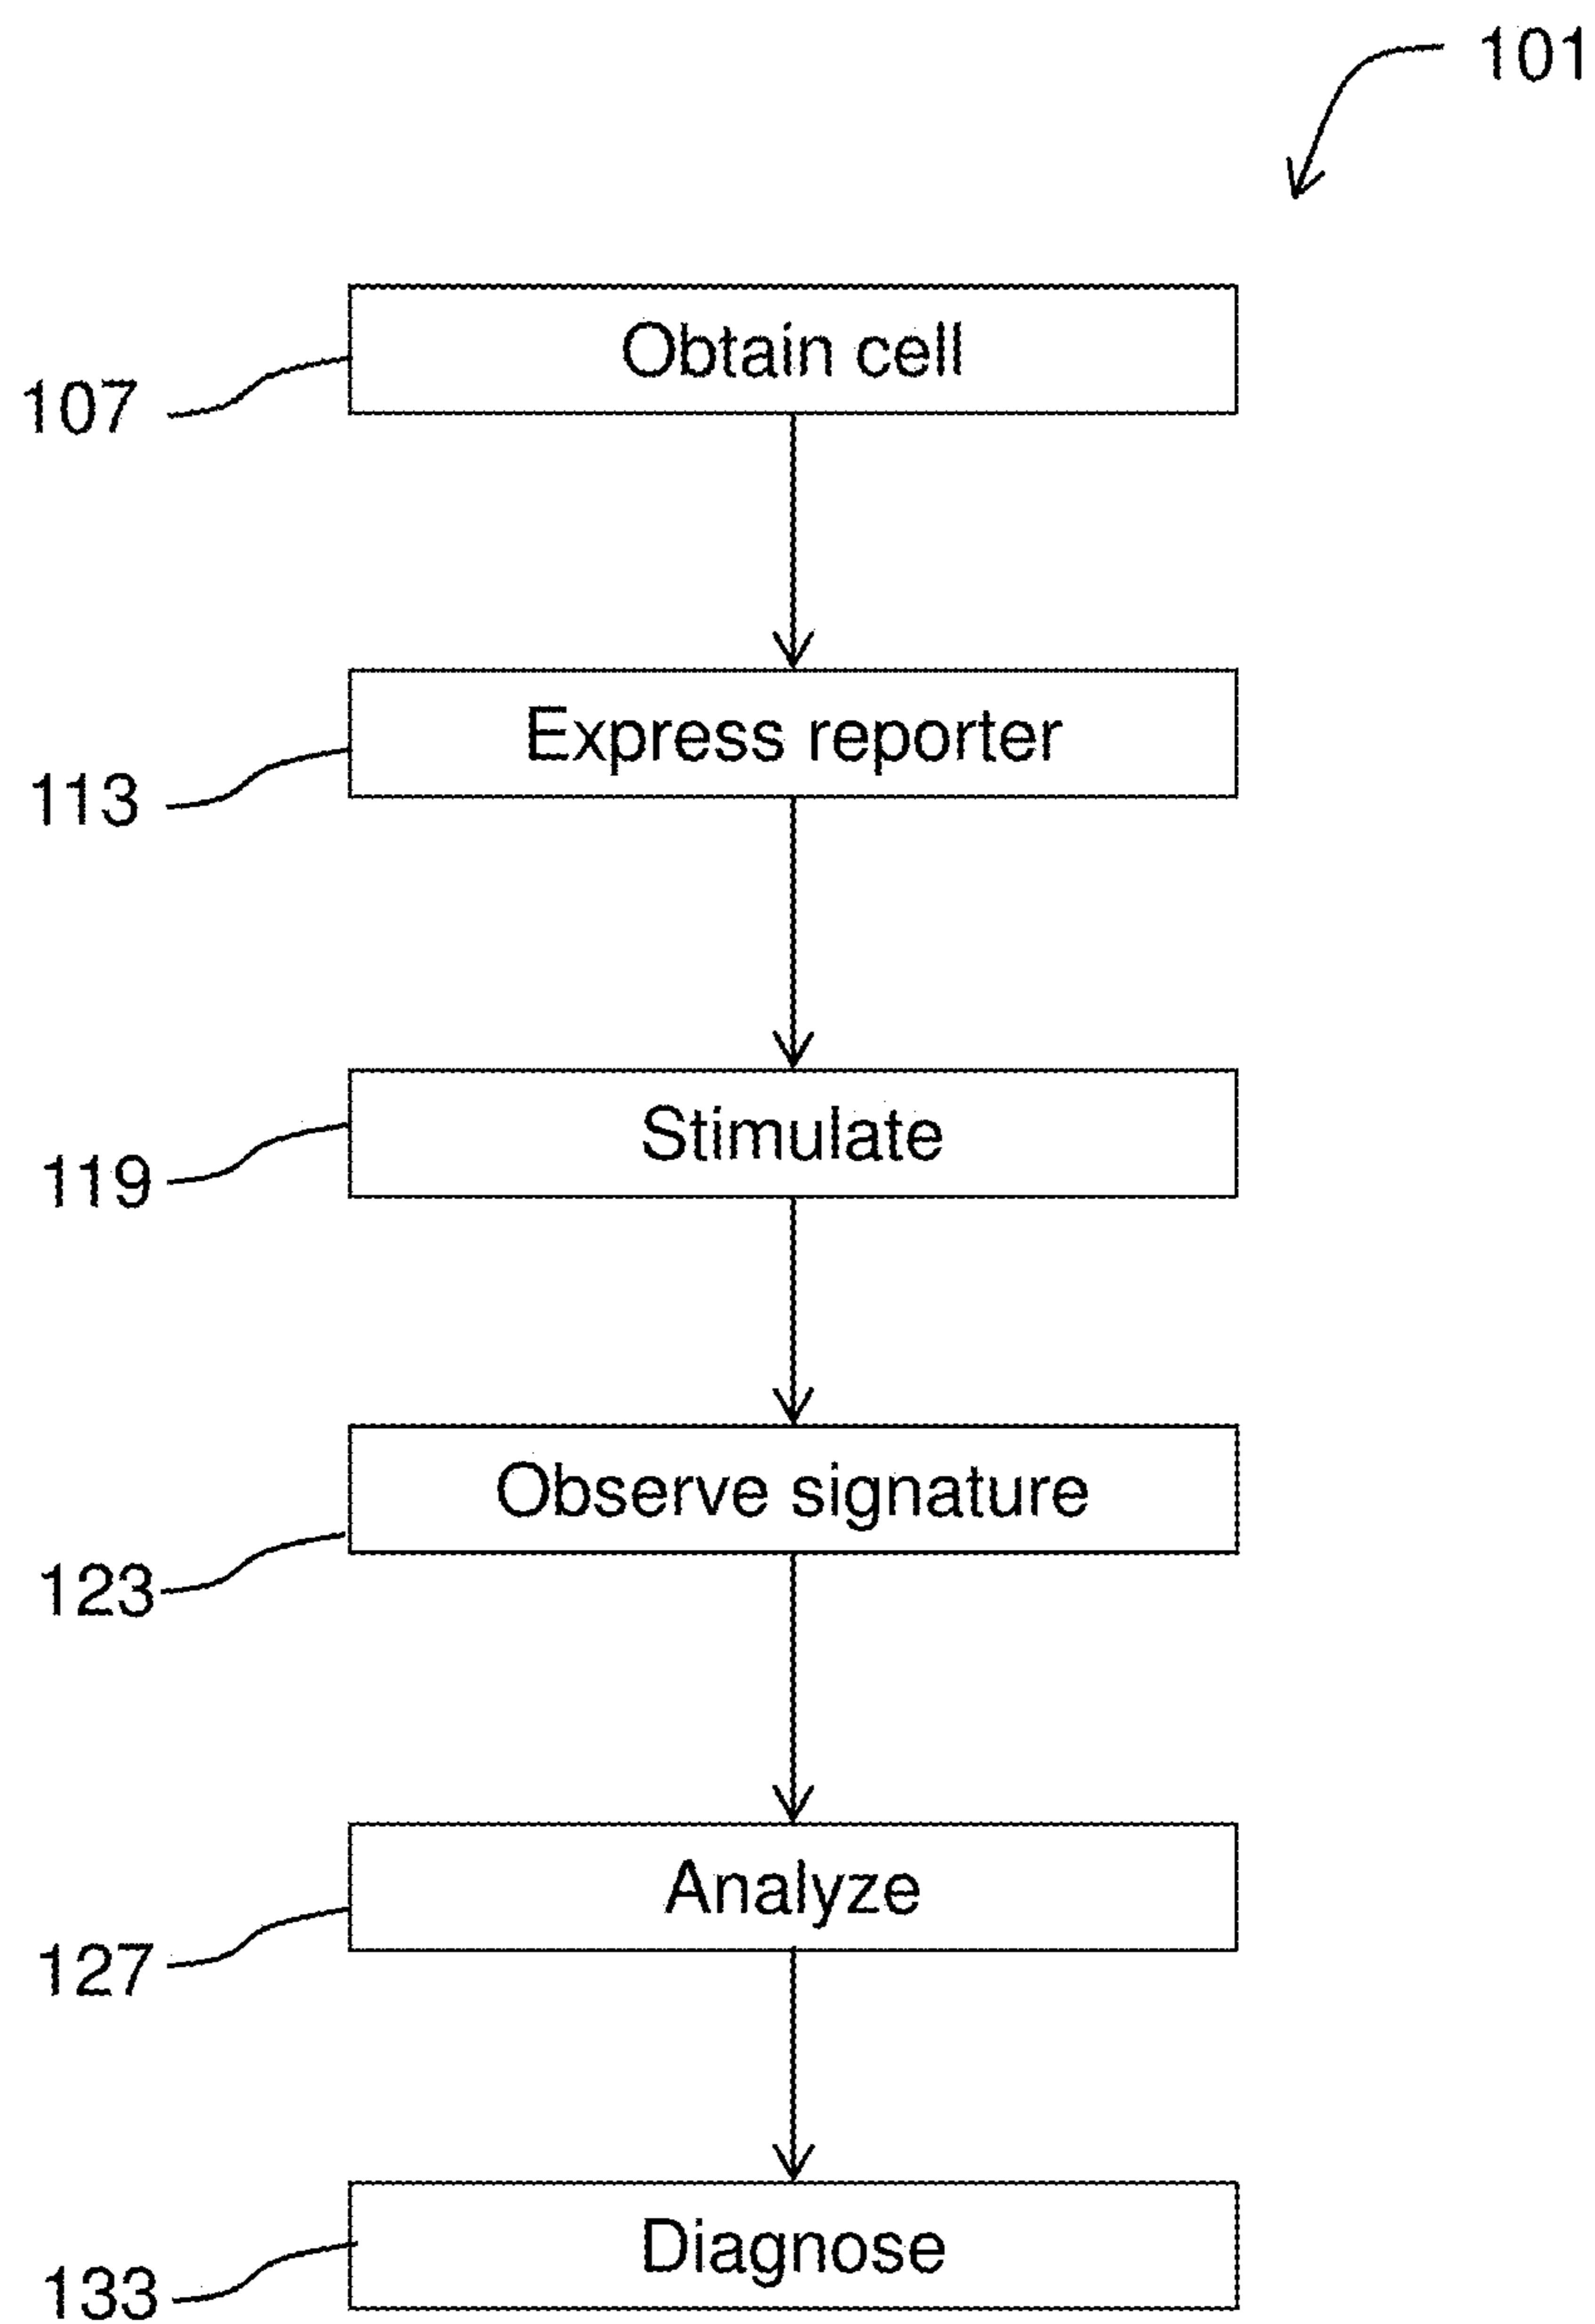 101
Obtain cell
107
Express reporter
113
Stimulate
119
Observe signature
123
Analyze
127
Diagnose
133